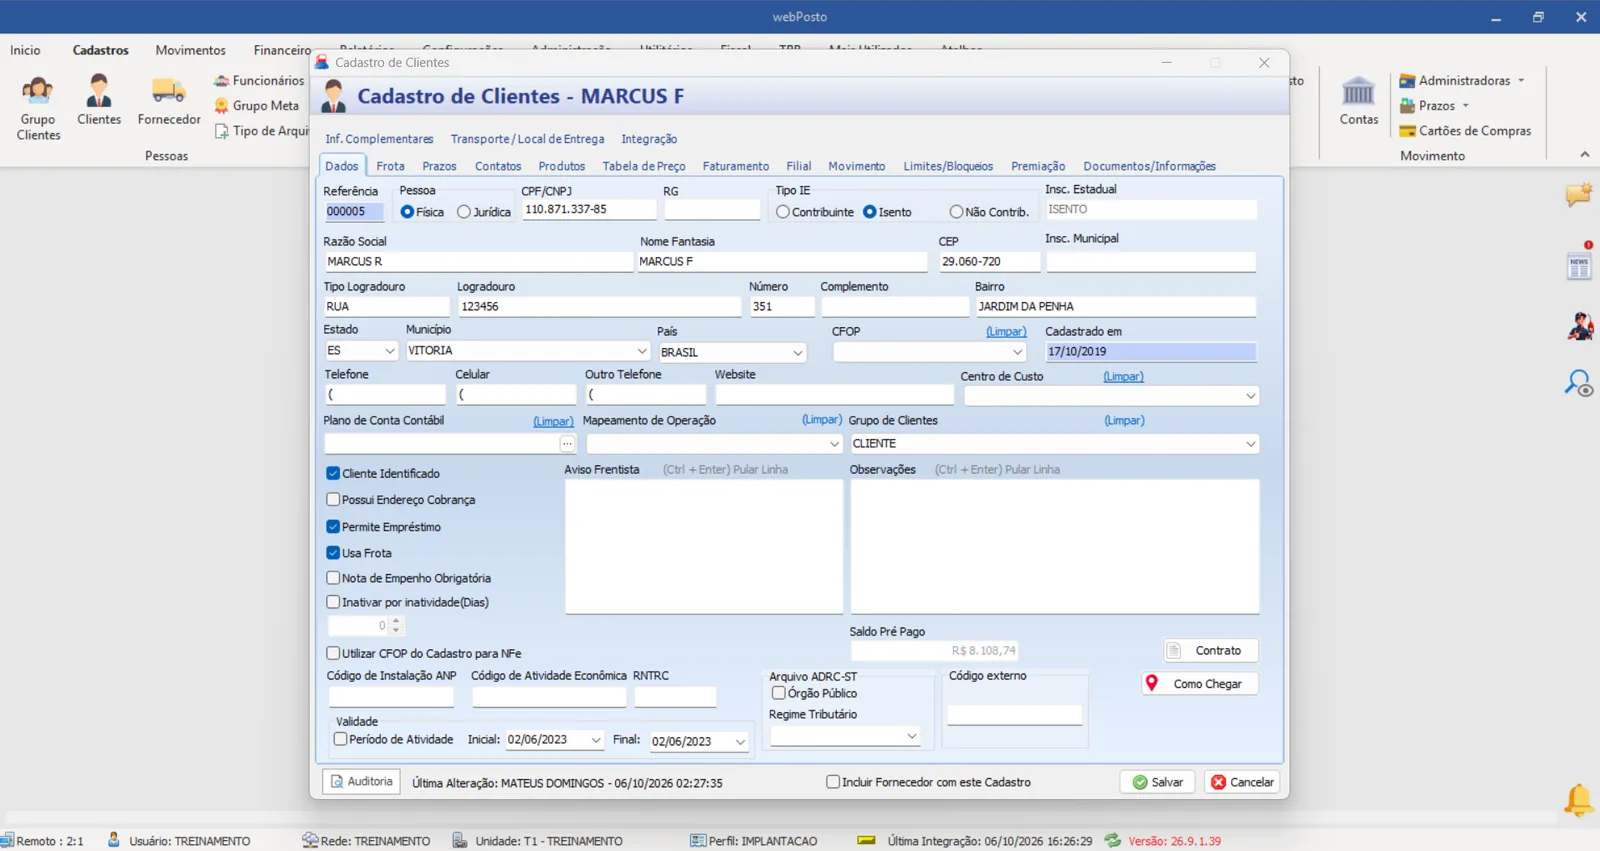 webPosto
Inicio Cadastros Movimentos Financeiro Relatórios Configurações Administração Utilitários Fiscal TRR Mais Utilizados Atalhos
Grupo Clientes
Clientes
Fornecedor
Funcionários
Grupo Meta
Tipo de Arqui
Pessoas
sto
Contas
Administradoras
Prazos
Cartões de Compras
Movimento
NEWS
Cadastro de Clientes
Cadastro de Clientes - MARCUS F
Inf. Complementares Transporte / Local de Entrega Integração
Dados Frota Prazos Contatos Produtos Tabela de Preço Faturamento Filial Movimento Limites/Bloqueios Premiação Documentos/Informações
Referência Pessoa CPF/CNPJ RG Tipo IE Insc. Estadual
000005 Física Jurídica 110.871.337-85 Contribuinte Isento Não Contrib. ISENTO
Razão Social Nome Fantasia CEP Insc. Municipal
MARCUS R MARCUS F 29.060-720
Tipo Logradouro Logradouro Número Complemento Bairro
RUA 123456 351 JARDIM DA PENHA
Estado Município País CFOP (Limpar) Cadastrado em
ES VITORIA BRASIL 17/10/2019
Telefone Celular Outro Telefone Website Centro de Custo (Limpar)
( ( (
Plano de Conta Contábil (Limpar) Mapeamento de Operação (Limpar) Grupo de Clientes (Limpar)
... CLIENTE
Cliente Identificado Aviso Frentista (Ctrl + Enter) Pular Linha Observações (Ctrl + Enter) Pular Linha
Possui Endereço Cobrança
Permite Empréstimo
Usa Frota
Nota de Empenho Obrigatória
Inativar por inatividade(Dias)
0
Saldo Pré Pago
R$ 8.108,74 Contrato
Utilizar CFOP do Cadastro para NFe
Código de Instalação ANP Código de Atividade Econômica RNTRC Arquivo ADRC-ST Código externo Como Chegar
Órgão Público
Regime Tributário
Validade
Período de Atividade Inicial: 02/06/2023 Final: 02/06/2023
Auditoria Última Alteração: MATEUS DOMINGOS - 06/10/2026 02:27:35 Incluir Fornecedor com este Cadastro Salvar Cancelar
Remoto : 2:1 Usuário: TREINAMENTO Rede: TREINAMENTO Unidade: T1 - TREINAMENTO Perfil: IMPLANTACAO Última Integração: 06/10/2026 16:26:29 Versão: 26.9.1.39